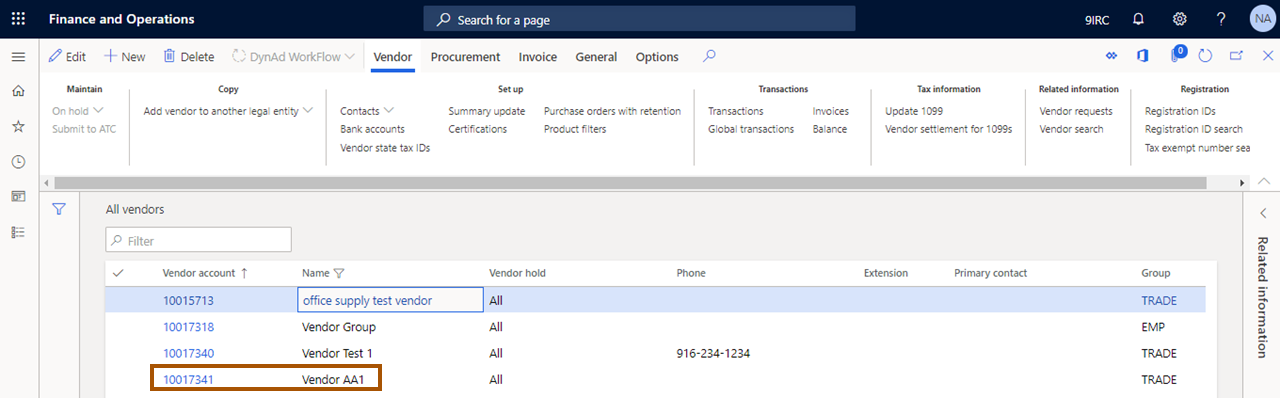 Finance and Operations
Search for a page
9IRC
NA
Edit New Delete DynAd WorkFlow Vendor Procurement Invoice General Options
0
Maintain Copy Set up Transactions Tax information Related information Registration
On hold Add vendor to another legal entity Contacts Summary update Purchase orders with retention Transactions Invoices Update 1099 Vendor requests Registration IDs
Submit to ATC Bank accounts Certifications Product filters Global transactions Balance Vendor settlement for 1099s Vendor search Registration ID search
Vendor state tax IDs Tax exempt number sea
All vendors
Filter
Vendor account Name Vendor hold Phone Extension Primary contact Group
10015713 office supply test vendor All TRADE
10017318 Vendor Group All EMP
10017340 Vendor Test 1 All 916-234-1234 TRADE
10017341 Vendor AA1 All TRADE
Related information